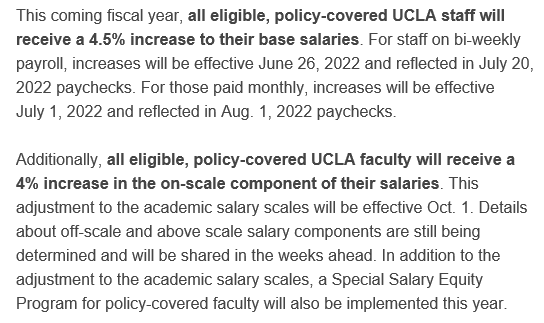 This coming fiscal year, all eligible, policy-covered UCLA staff will
receive a 4.5% increase to their base salaries. For staff on bi-weekly
payroll, increases will be effective June 26, 2022 and reflected in July 20,
2022 paychecks. For those paid monthly, increases will be effective
July 1, 2022 and reflected in Aug. 1, 2022 paychecks.
Additionally, all eligible, policy-covered UCLA faculty will receive a
4% increase in the on-scale component of their salaries. This
adjustment to the academic salary scales will be effective Oct. 1. Details
about off-scale and above scale salary components are still being
determined and will be shared in the weeks ahead. In addition to the
adjustment to the academic salary scales, a Special Salary Equity
Program for policy-covered faculty will also be implemented this year.